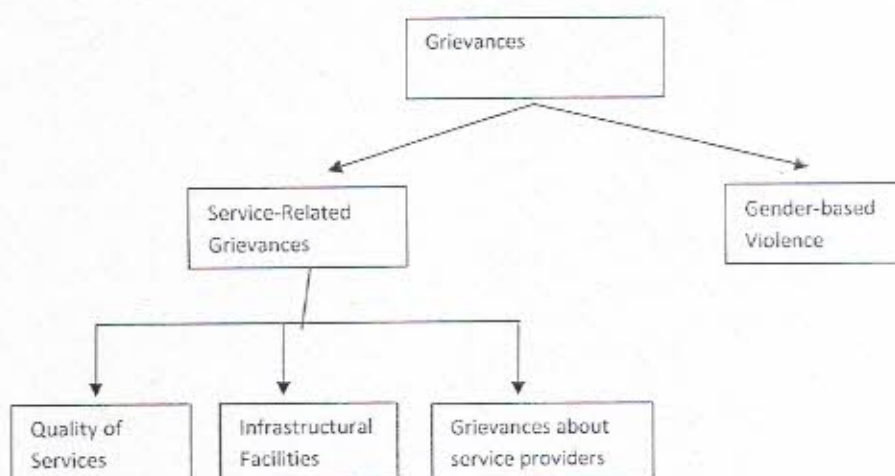 Grievances
Service-Related
Grievances
Gender-based
Violence
Quality of
Services
Infrastructural
Facilities
Grievances about
service providers